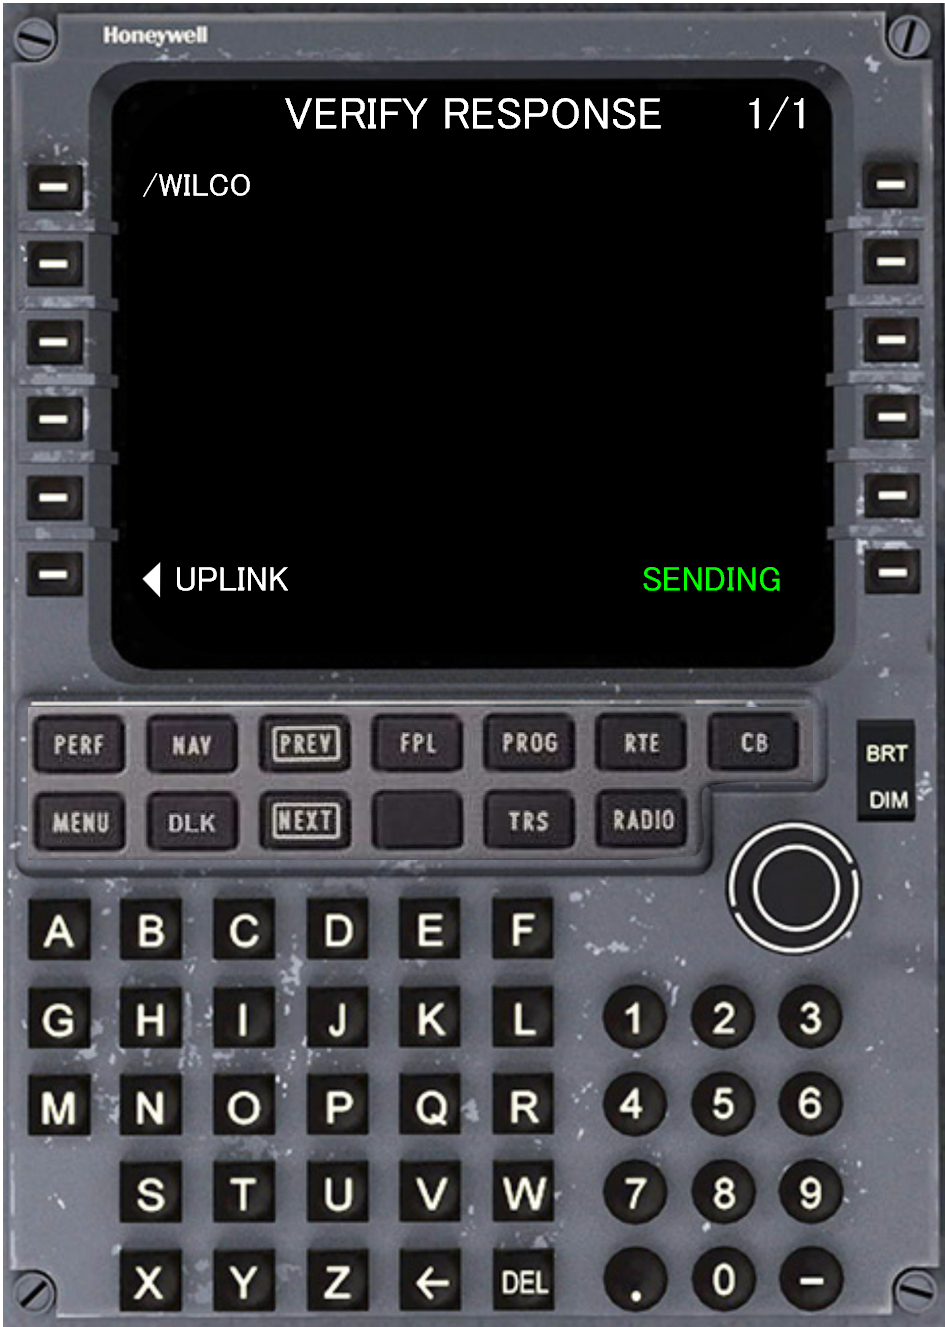 Honeywell
VERIFY RESPONSE 1/1
/WILCO
UPLINK SENDING
PERF NAV PREV FPL PROG RTE CB
BRT
MENU DLK NEXT TRS RADIO
DIM
A B C D E F
G H I J K L 1 2 3
M N O P Q R 4 5 6
S T U V W 7 8 9
X Y Z ← DEL . 0 –